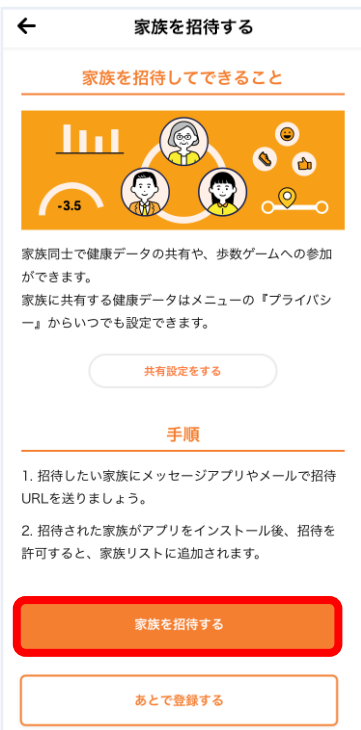 家族を招待する
家族を招待してできること
-3.5
家族同士で健康データの共有や、歩数ゲームへの参加
ができます。
家族に共有する健康データはメニューの『プライバシ
ー』からいつでも設定できます。
共有設定をする
手順
1. 招待したい家族にメッセージアプリやメールで招待
URLを送りましょう。
2. 招待された家族がアプリをインストール後、招待を
許可すると、家族リストに追加されます。
家族を招待する
あとで登録する